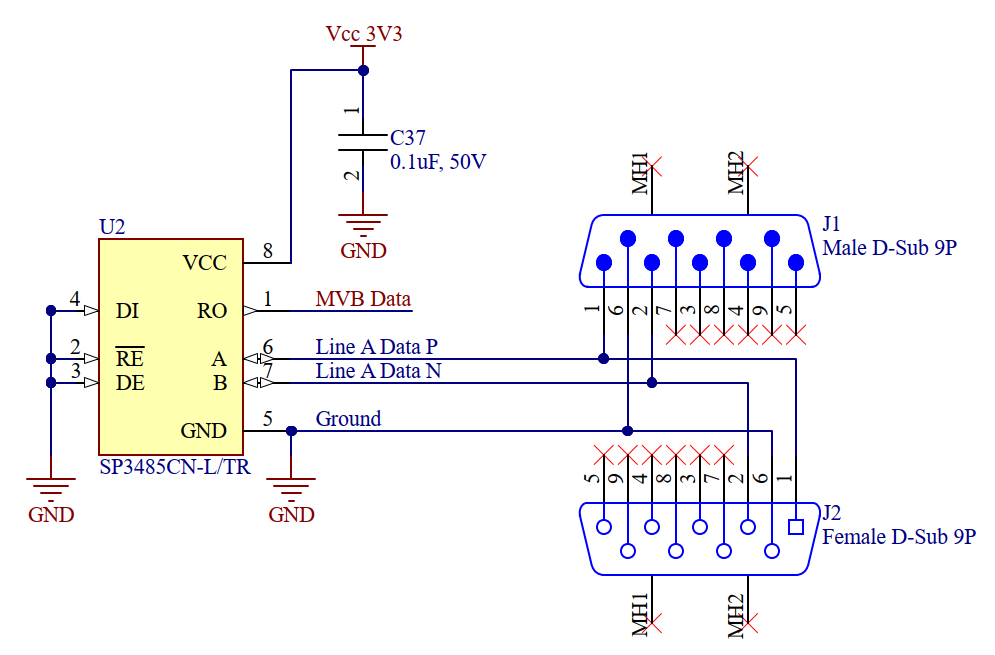 Vcc 3V3
1
C37
0.1uF, 50V
2
GND
U2
VCC 8
4 DI
RO 1 MVB Data
2 RE
A 6 Line A Data P
3 DE
B 7 Line A Data N
GND 5 Ground
SP3485CN-L/TR
GND
GND
MH1 MH2
J1
Male D-Sub 9P
1 6 2 7 3 8 4 9 5
5 9 4 8 3 7 2 6 1
J2
Female D-Sub 9P
MH1 MH2